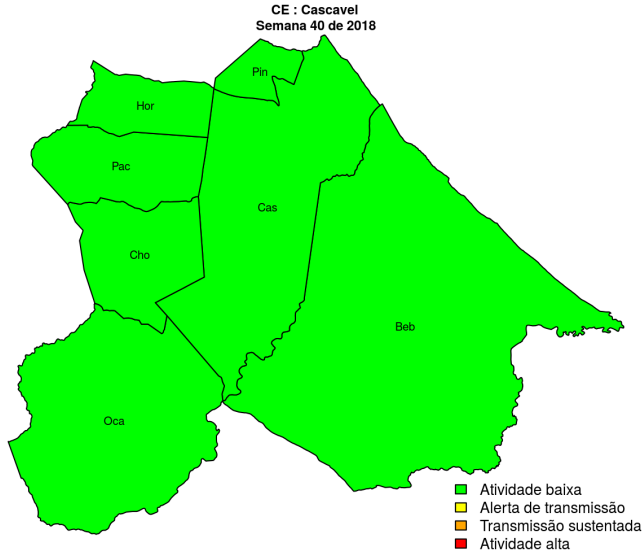 CE : Cascavel
Semana 40 de 2018
Pin
Hor
Pac
Cas
Cho
Beb
Oca
Atividade baixa
Alerta de transmissão
Transmissão sustentada
Atividade alta